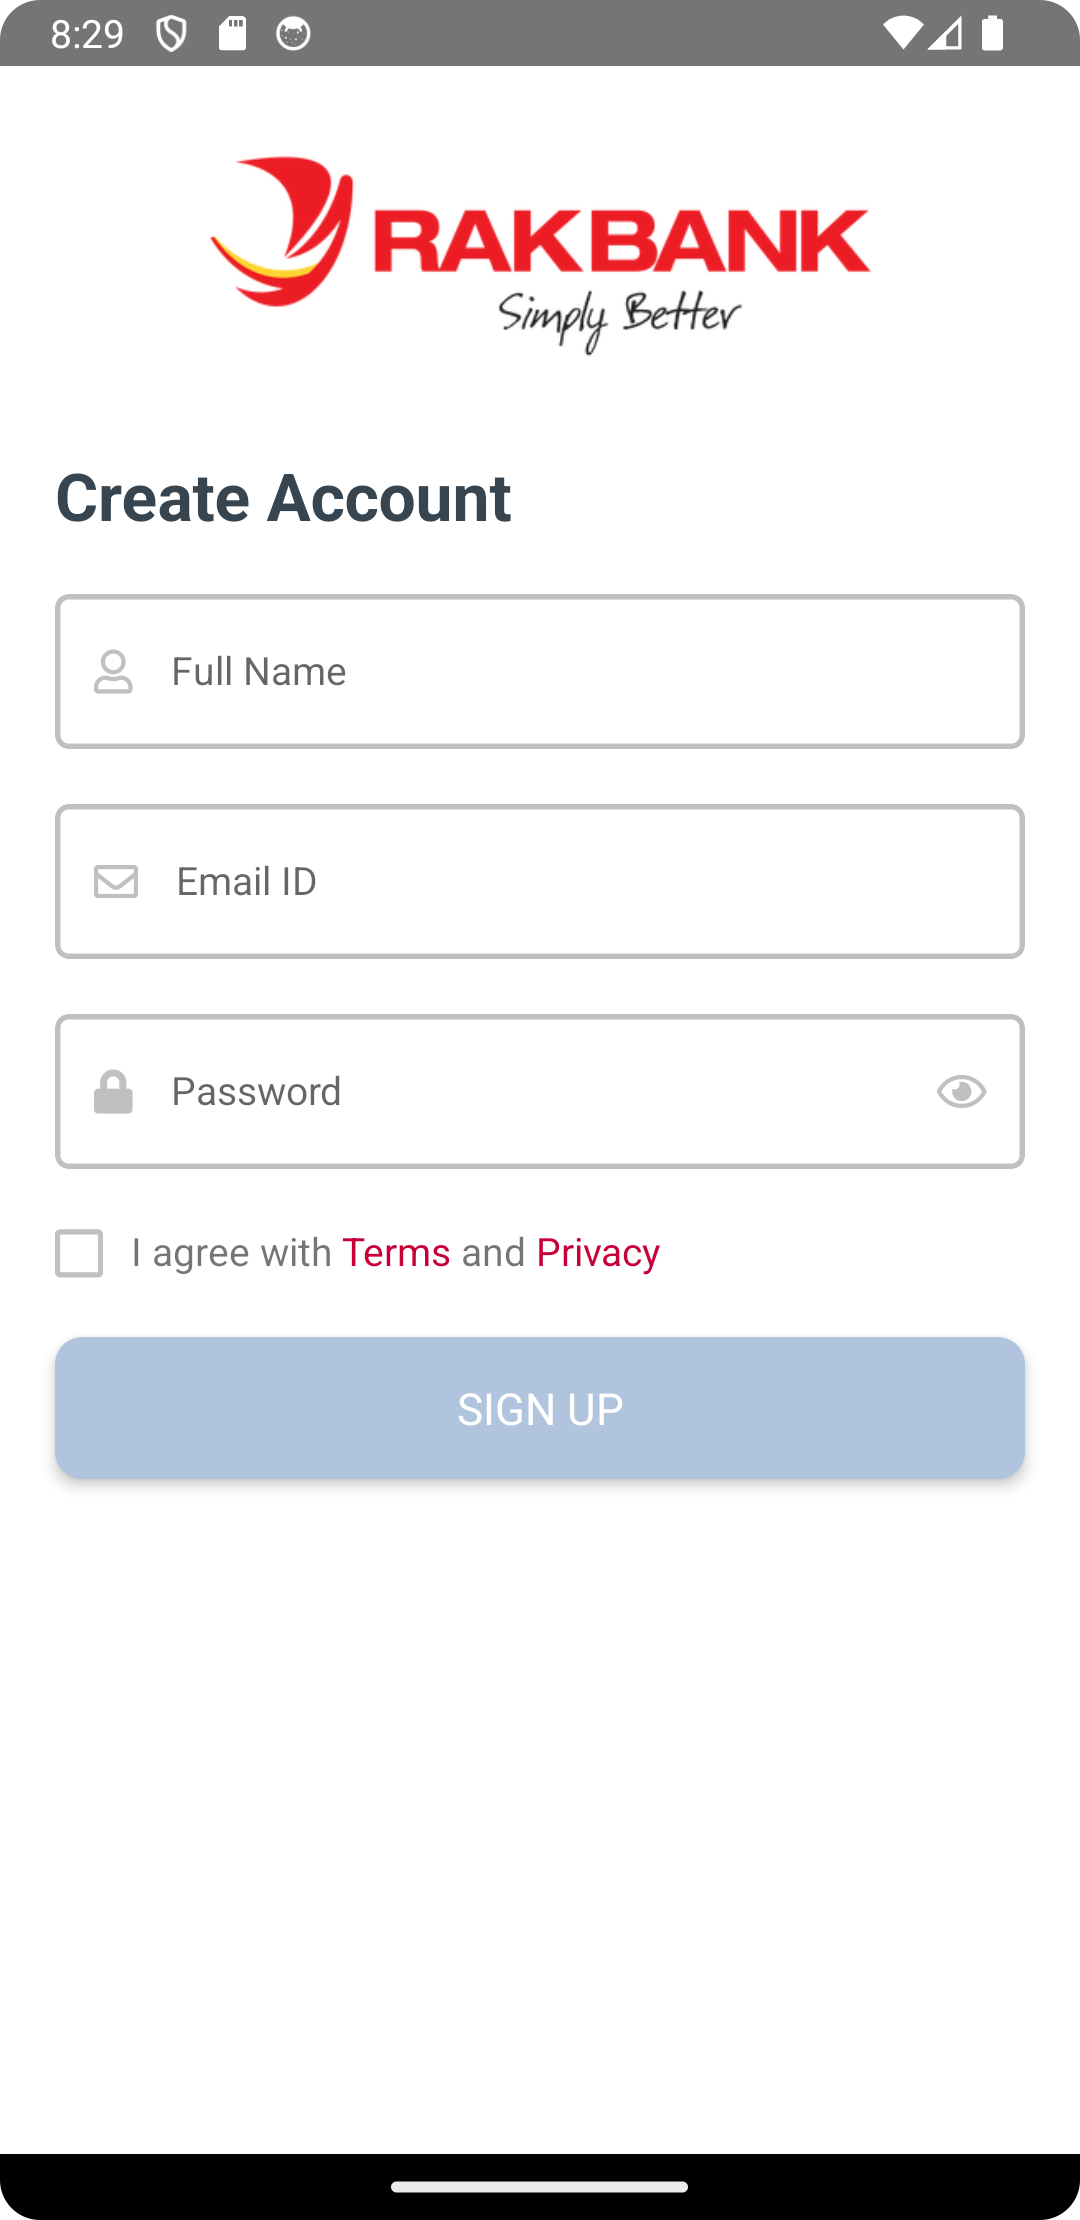 8:29
RAKBANK
Simply Better
Create Account
Full Name
Email ID
Password
I agree with Terms and Privacy
SIGN UP